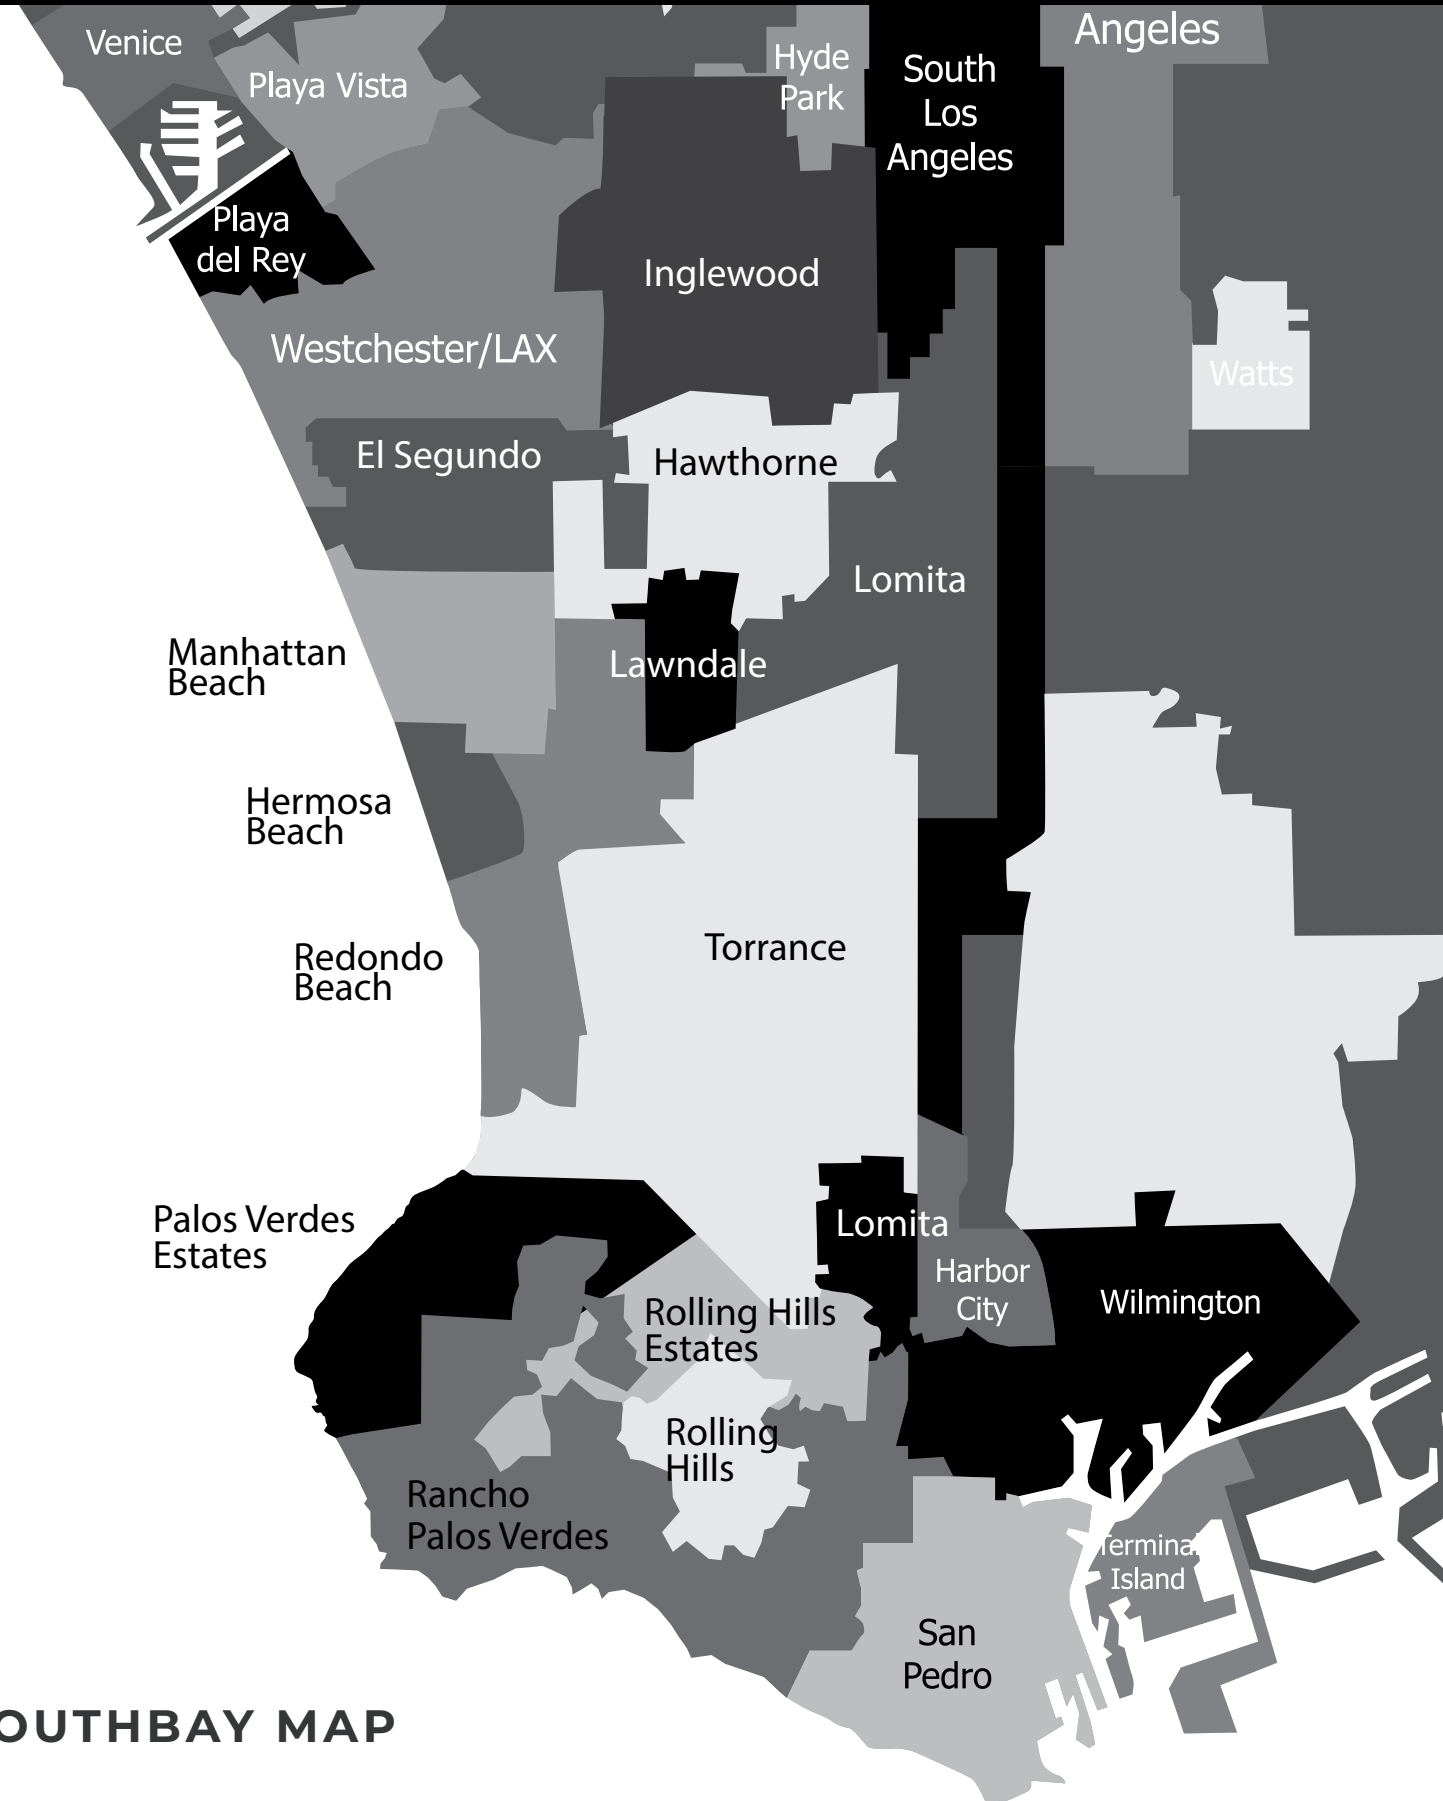 Angeles
Venice
Hyde
Park
South
Los
Angeles
Playa Vista
Playa
del Rey
Inglewood
Westchester/LAX
Watts
El Segundo
Hawthorne
Lomita
Manhattan
Beach
Lawndale
Hermosa
Beach
Torrance
Redondo
Beach
Palos Verdes
Estates
Lomita
Harbor
City
Wilmington
Rolling Hills
Estates
Rolling
Hills
Rancho
Palos Verdes
Terminal
Island
San
Pedro
OUTHBAY MAP